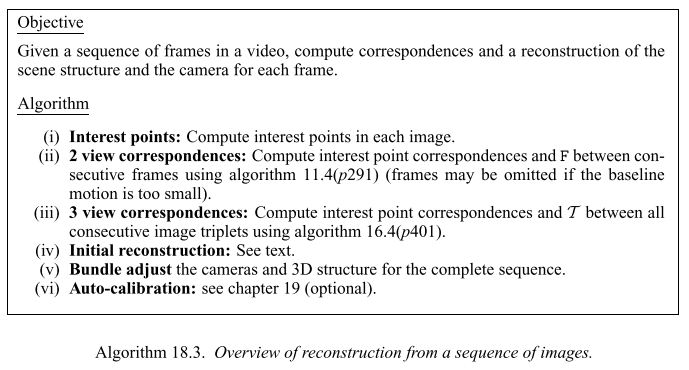 Objective
Given a sequence of frames in a video, compute correspondences and a reconstruction of the
scene structure and the camera for each frame.
Algorithm
(i) Interest points: Compute interest points in each image.
(ii) 2 view correspondences: Compute interest point correspondences and F between con-
secutive frames using algorithm 11.4(p291) (frames may be omitted if the baseline
motion is too small).
(iii) 3 view correspondences: Compute interest point correspondences and 𝒯 between all
consecutive image triplets using algorithm 16.4(p401).
(iv) Initial reconstruction: See text.
(v) Bundle adjust the cameras and 3D structure for the complete sequence.
(vi) Auto-calibration: see chapter 19 (optional).
Algorithm 18.3. Overview of reconstruction from a sequence of images.